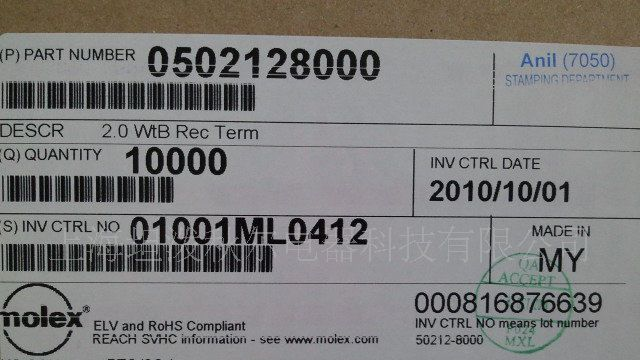 (P) PART NUMBER 0502128000
Anil (7050)
STAMPING DEPARTMENT
DESCR 2.0 WtB Rec Term
(Q) QUANTITY 10000
INV CTRL DATE
2010/10/01
(S) INV CTRL NO 01001ML0412
MADE IN
MY
QA
ACCEPT
P024
MXL
000816876639
INV CTRL NO means lot number
50212-8000
molex
ELV and RoHS Compliant
REACH SVHC information - see www.molex.com